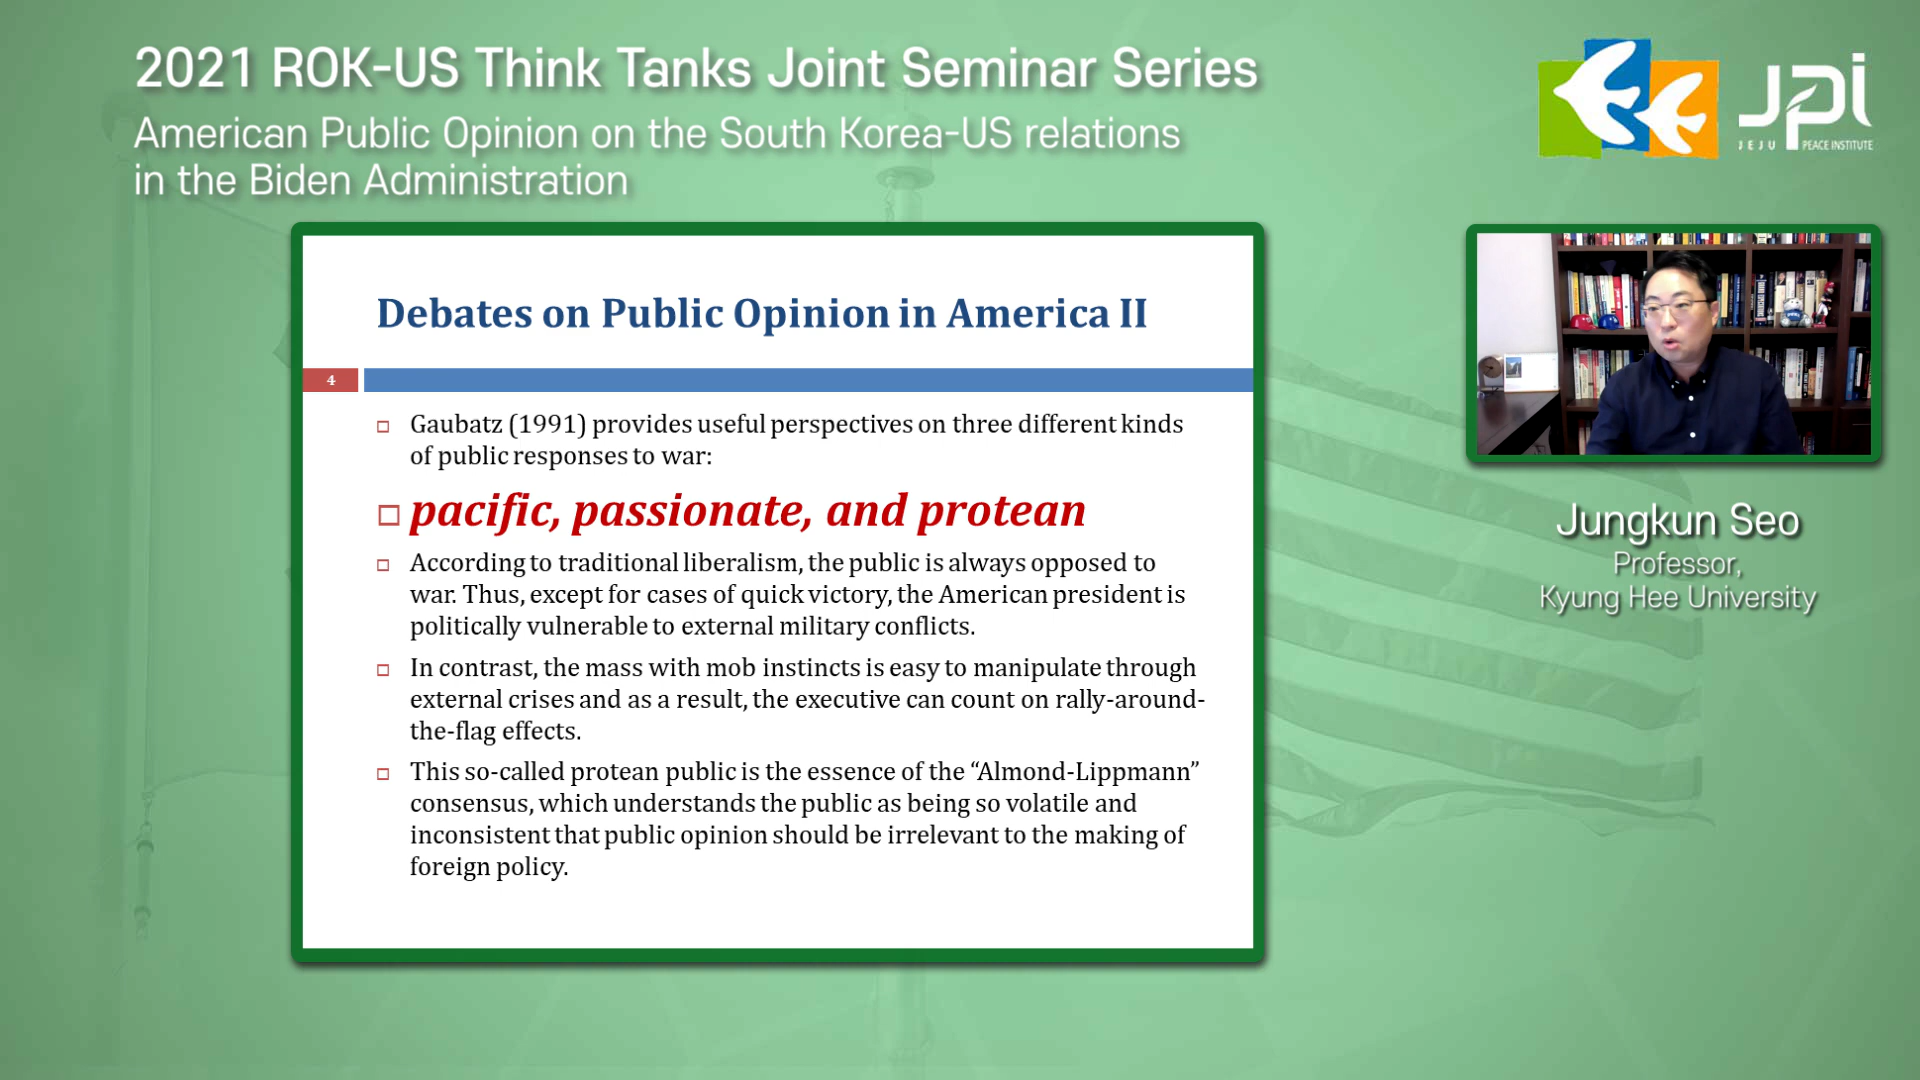 2021 ROK-US Think Tanks Joint Seminar Series
American Public Opinion on the South Korea-US relations
in the Biden Administration
JPI
JEJU PEACE INSTITUTE
Debates on Public Opinion in America II
4
Gaubatz (1991) provides useful perspectives on three different kinds
of public responses to war:
pacific, passionate, and protean
According to traditional liberalism, the public is always opposed to
war. Thus, except for cases of quick victory, the American president is
politically vulnerable to external military conflicts.
In contrast, the mass with mob instincts is easy to manipulate through
external crises and as a result, the executive can count on rally-around-
the-flag effects.
This so-called protean public is the essence of the “Almond-Lippmann”
consensus, which understands the public as being so volatile and
inconsistent that public opinion should be irrelevant to the making of
foreign policy.
Jungkun Seo
Professor,
Kyung Hee University